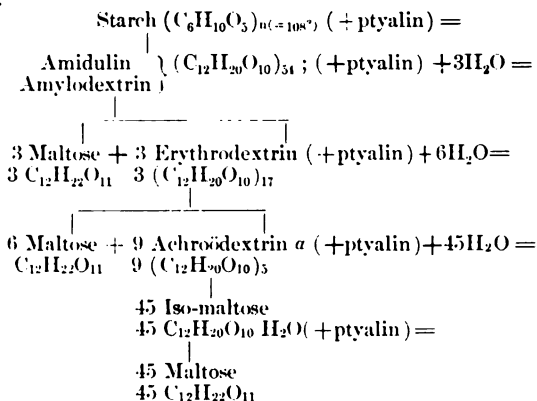 Starch (C₆H₁₀O₅)ₙ₍₌₁₀₈?₎ (+ptyalin) =
Amidulin
Amylodextrin } (C₁₂H₂₀O₁₀)₅₄ ; (+ptyalin) +3H₂O =
3 Maltose + 3 Erythrodextrin (+ptyalin) +6H₂O=
3 C₁₂H₂₂O₁₁ 3 (C₁₂H₂₀O₁₀)₁₇
6 Maltose + 9 Achroödextrin a (+ptyalin)+45H₂O =
C₁₂H₂₂O₁₁ 9 (C₁₂H₂₀O₁₀)₅
45 Iso-maltose
45 C₁₂H₂₀O₁₀ H₂O(+ptyalin) =
45 Maltose
45 C₁₂H₂₂O₁₁